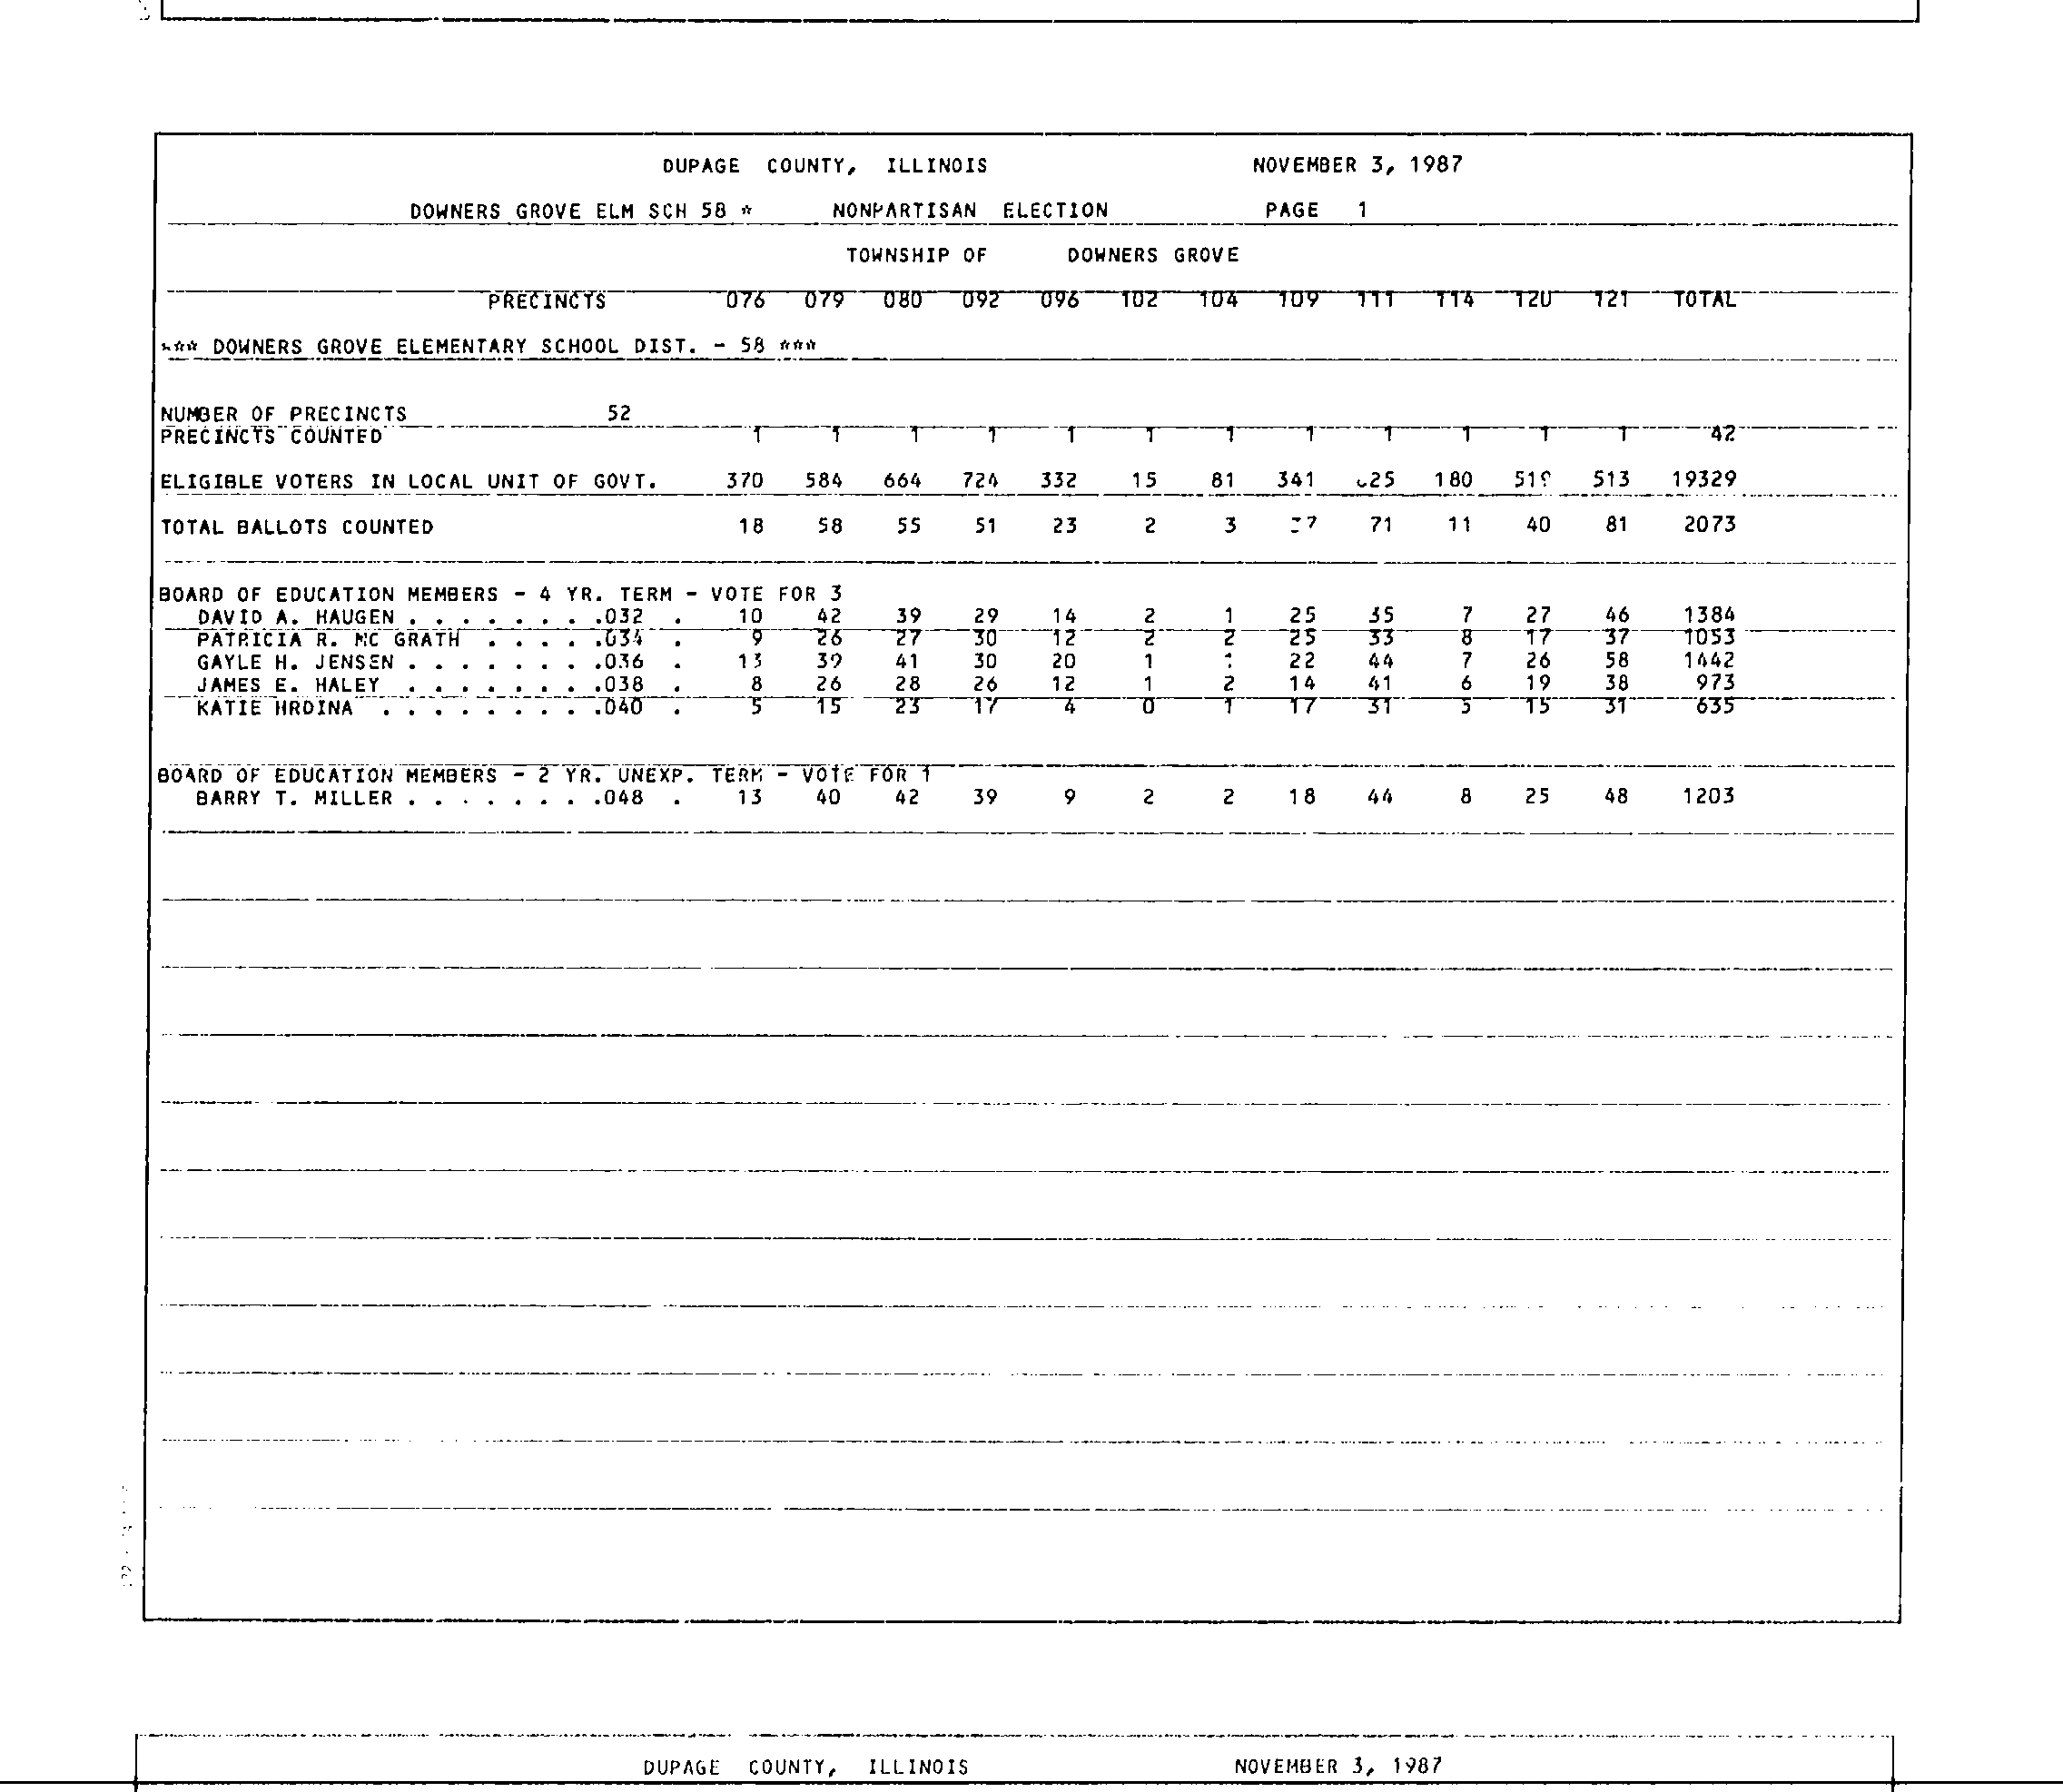 DUPAGE COUNTY, ILLINOIS NOVEMBER 3, 1987
DOWNERS GROVE ELM SCH 58 * NONPARTISAN ELECTION PAGE 1
TOWNSHIP OF DOWNERS GROVE
PRECINCTS 076 079 080 092 096 102 104 109 111 114 120 121 TOTAL
*** DOWNERS GROVE ELEMENTARY SCHOOL DIST. - 58 ***
NUMBER OF PRECINCTS 52
PRECINCTS COUNTED 1 1 1 1 1 1 1 1 1 1 1 1 42
ELIGIBLE VOTERS IN LOCAL UNIT OF GOVT. 370 584 664 724 332 15 81 341 180 513 19329
TOTAL BALLOTS COUNTED 18 58 55 51 23 2 3 71 11 40 81 2073
BOARD OF EDUCATION MEMBERS - 4 YR. TERM - VOTE FOR 3
DAVID A. HAUGEN . . . . . . . .032 . 10 42 39 29 14 2 1 25 35 7 27 46 1384
PATRICIA R. MC GRATH . . . . .034 . 9 26 27 30 12 2 2 25 33 8 17 37 1053
GAYLE H. JENSEN . . . . . . . .036 . 13 39 41 30 20 1 22 44 7 26 58 1442
JAMES E. HALEY . . . . . . . .038 . 8 26 28 26 12 1 2 14 41 6 19 38 973
KATIE HRDINA . . . . . . . . .040 . 5 15 23 17 4 0 1 17 31 5 15 31 635
BOARD OF EDUCATION MEMBERS - 2 YR. UNEXP. TERM - VOTE FOR 1
BARRY T. MILLER . . . . . . . .048 . 13 40 42 39 9 2 2 18 44 8 25 48 1203
DUPAGE COUNTY, ILLINOIS NOVEMBER 3, 1987